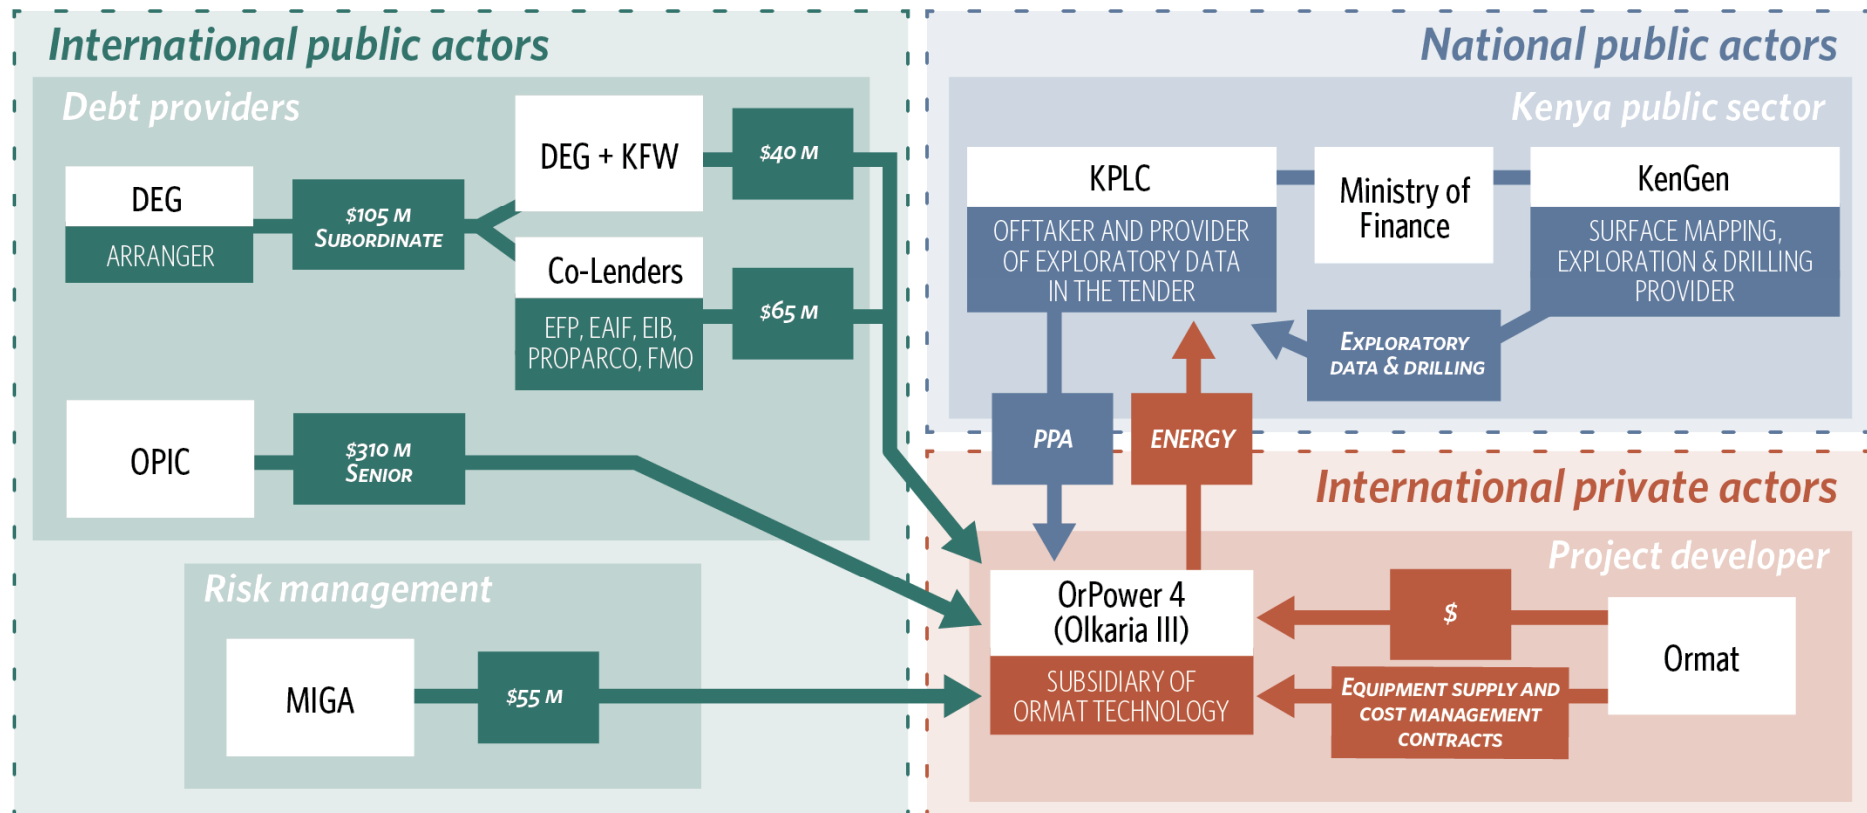 International public actors
Debt providers
DEG
ARRANGER
$105 M
SUBORDINATE
DEG + KFW
$40 M
Co-Lenders
EFP, EAIF, EIB,
PROPARCO, FMO
$65 M
OPIC
$310 M
SENIOR
Risk management
MIGA
$55 M
National public actors
Kenya public sector
KPLC
OFFTAKER AND PROVIDER
OF EXPLORATORY DATA
IN THE TENDER
Ministry of
Finance
KenGen
SURFACE MAPPING,
EXPLORATION & DRILLING
PROVIDER
EXPLORATORY
DATA & DRILLING
PPA
ENERGY
International private actors
Project developer
OrPower 4
(Olkaria III)
SUBSIDIARY OF
ORMAT TECHNOLOGY
$
EQUIPMENT SUPPLY AND
COST MANAGEMENT
CONTRACTS
Ormat